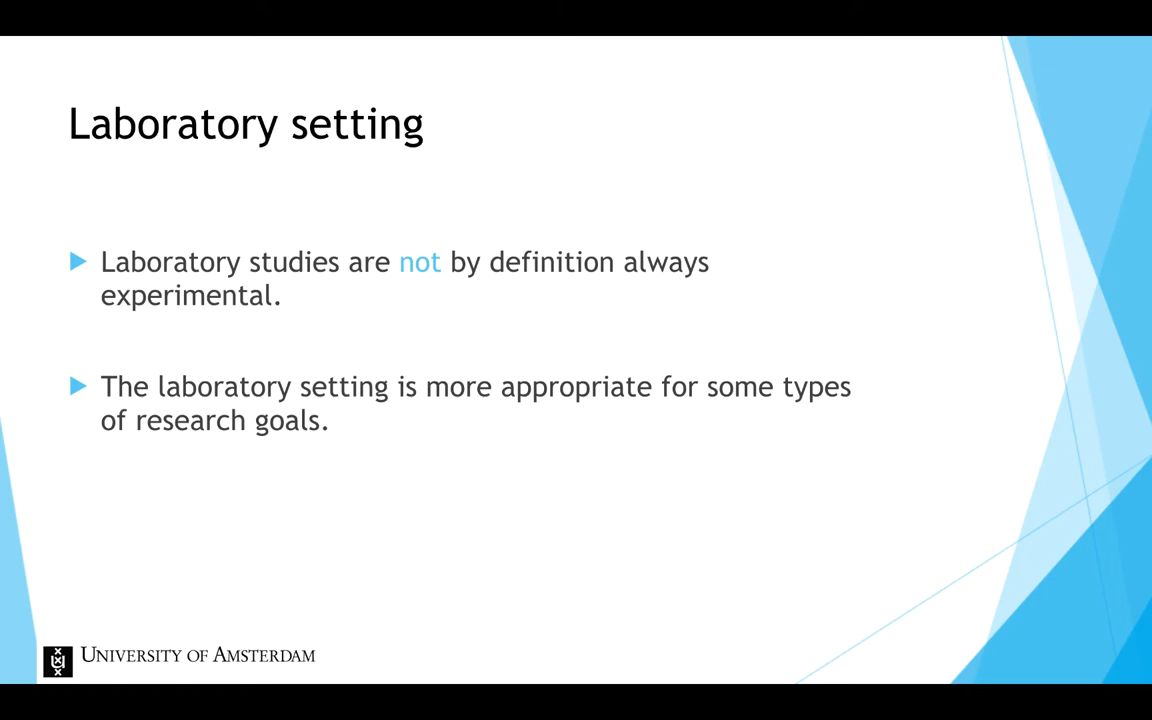 Laboratory setting
Laboratory studies are not by definition always
experimental.
The laboratory setting is more appropriate for some types
of research goals.
UNIVERSITY OF AMSTERDAM